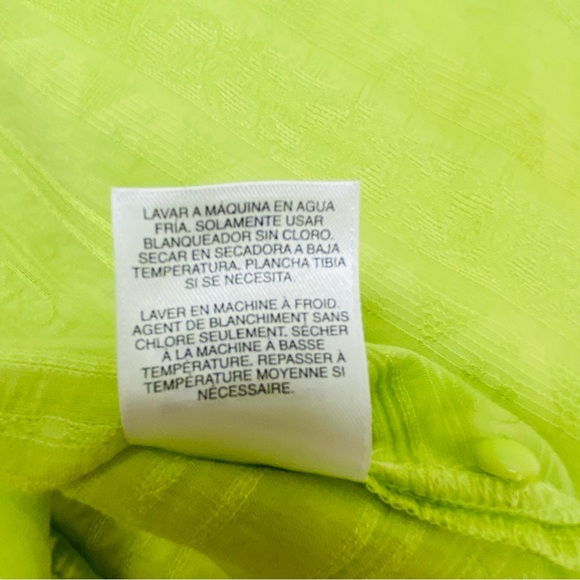 LAVAR A MÁQUINA EN AGUA
FRÍA. SOLAMENTE USAR
BLANQUEADOR SIN CLORO.
SECAR EN SECADORA A BAJA
TEMPERATURA. PLANCHA TIBIA
SI SE NECESITA.
LAVER EN MACHINE À FROID.
AGENT DE BLANCHIMENT SANS
CHLORE SEULEMENT. SÉCHER
À LA MACHINE À BASSE
TEMPÉRATURE. REPASSER À
TEMPÉRATURE MOYENNE SI
NÉCESSAIRE.